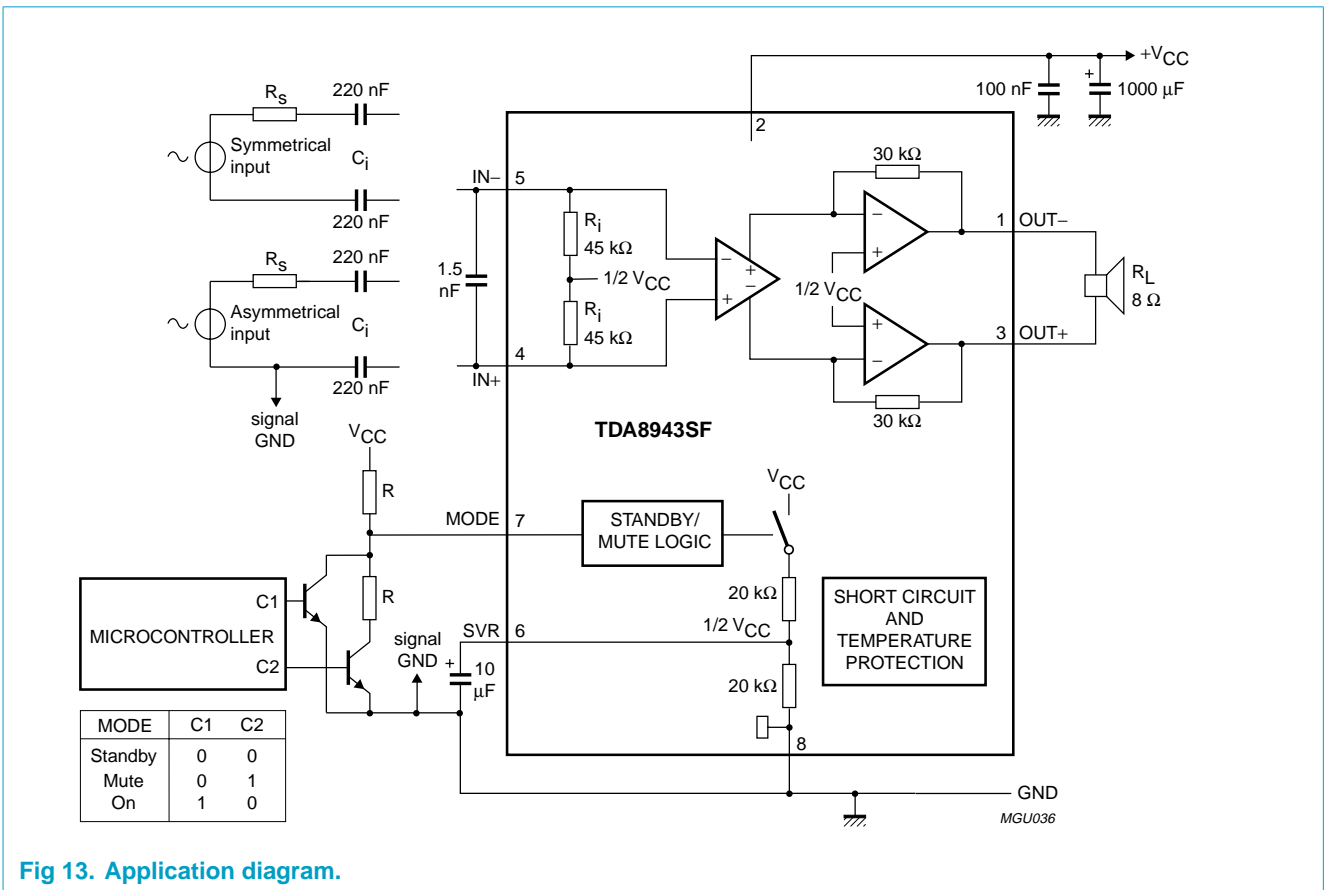 +VCC
100 nF
+
1000 μF
2
RS
220 nF
Symmetrical
input
Ci
220 nF
RS
220 nF
Asymmetrical
input
Ci
220 nF
signal
GND
IN−
5
1.5
nF
Ri
45 kΩ
1/2 VCC
Ri
45 kΩ
4
IN+
−
+
+
−
30 kΩ
−
+
1/2 VCC
+
−
30 kΩ
1
OUT−
RL
8 Ω
3
OUT+
TDA8943SF
VCC
R
MODE
7
STANDBY/
MUTE LOGIC
VCC
R
C1
MICROCONTROLLER
C2
signal
GND
SVR
6
+
10
μF
20 kΩ
1/2 VCC
20 kΩ
SHORT CIRCUIT
AND
TEMPERATURE
PROTECTION
8
MODE C1 C2
Standby 0 0
Mute 0 1
On 1 0
GND
MGU036
Fig 13. Application diagram.